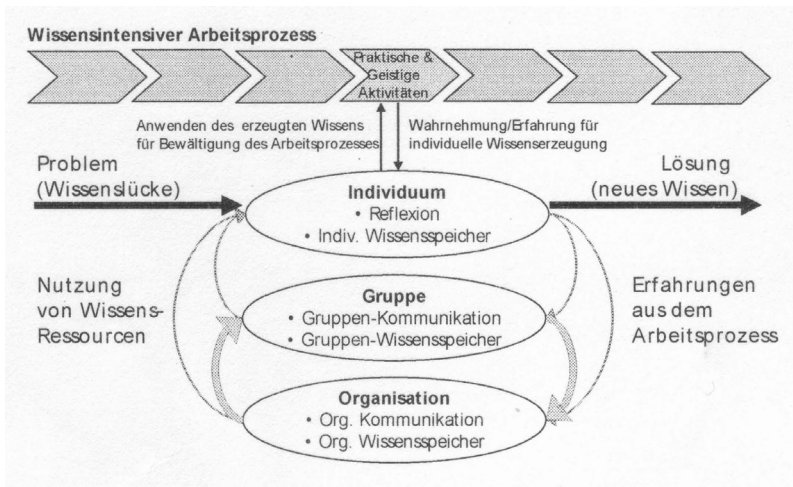 Wissensintensiver Arbeitsprozess
Praktische &
Geistige
Aktivitäten
Anwenden des erzeugten Wissens
für Bewältigung des Arbeitsprozesses
Wahrnehmung/Erfahrung für
individuelle Wissenserzeugung
Problem
(Wissenslücke)
Lösung
(neues Wissen)
Individuum
• Reflexion
• Indiv. Wissensspeicher
Nutzung
von Wissens-
Ressourcen
Gruppe
• Gruppen-Kommunikation
• Gruppen-Wissensspeicher
Erfahrungen
aus dem
Arbeitsprozess
Organisation
• Org. Kommunikation
• Org. Wissensspeicher